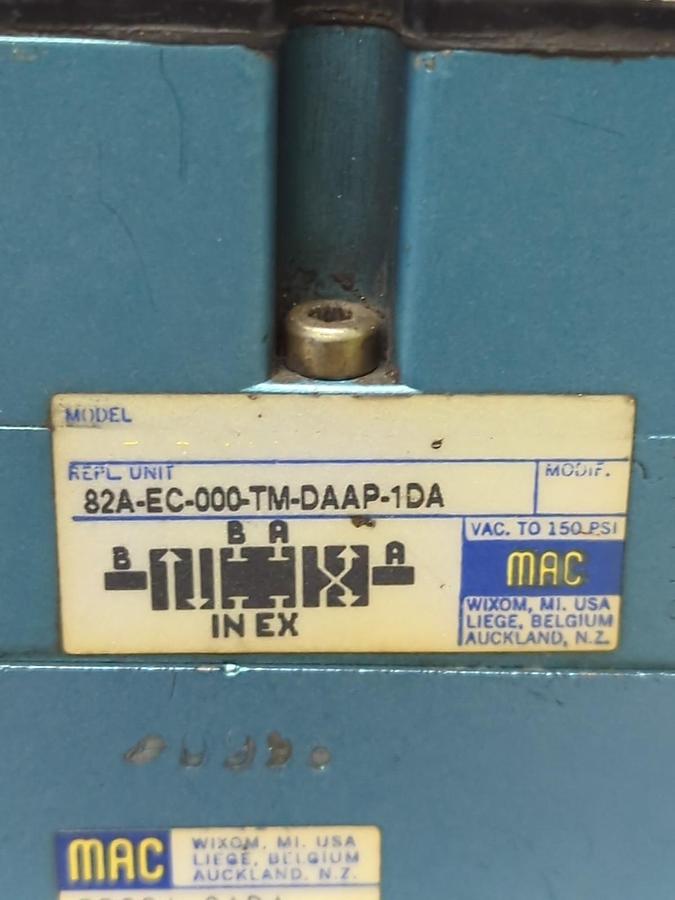 MODEL
REPL. UNIT MODIF.
82A-EC-000-TM-DAAP-1DA
VAC. TO 150 PSI
B B A A
IN EX
MAC
WIXOM, MI. USA
LIEGE, BELGIUM
AUCKLAND, N.Z.
MAC
WIXOM, MI. USA
LIEGE, BELGIUM
AUCKLAND, N.Z.